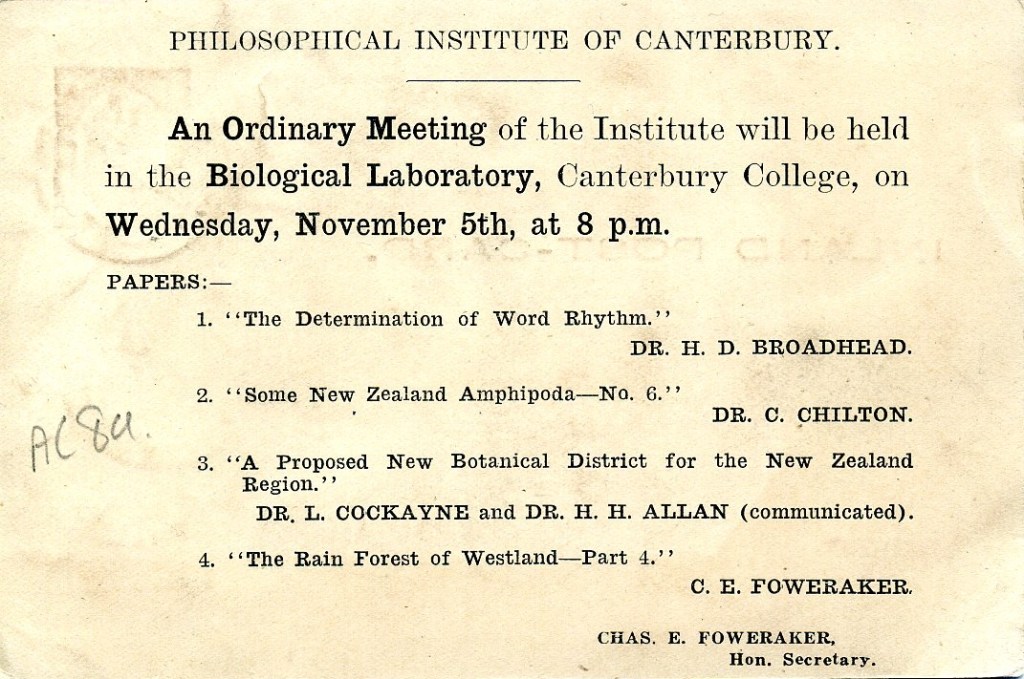 PHILOSOPHICAL INSTITUTE OF CANTERBURY.
An Ordinary Meeting of the Institute will be held
in the Biological Laboratory, Canterbury College, on
Wednesday, November 5th, at 8 p.m.
PAPERS:—
1. ‘‘The Determination of Word Rhythm.’’
DR. H. D. BROADHEAD.
2. ‘‘Some New Zealand Amphipoda—No. 6.’’
DR. C. CHILTON.
3. ‘‘A Proposed New Botanical District for the New Zealand
Region.’’
DR. L. COCKAYNE and DR. H. H. ALLAN (communicated).
4. ‘‘The Rain Forest of Westland—Part 4.’’
C. E. FOWERAKER.
CHAS. E. FOWERAKER,
Hon. Secretary.